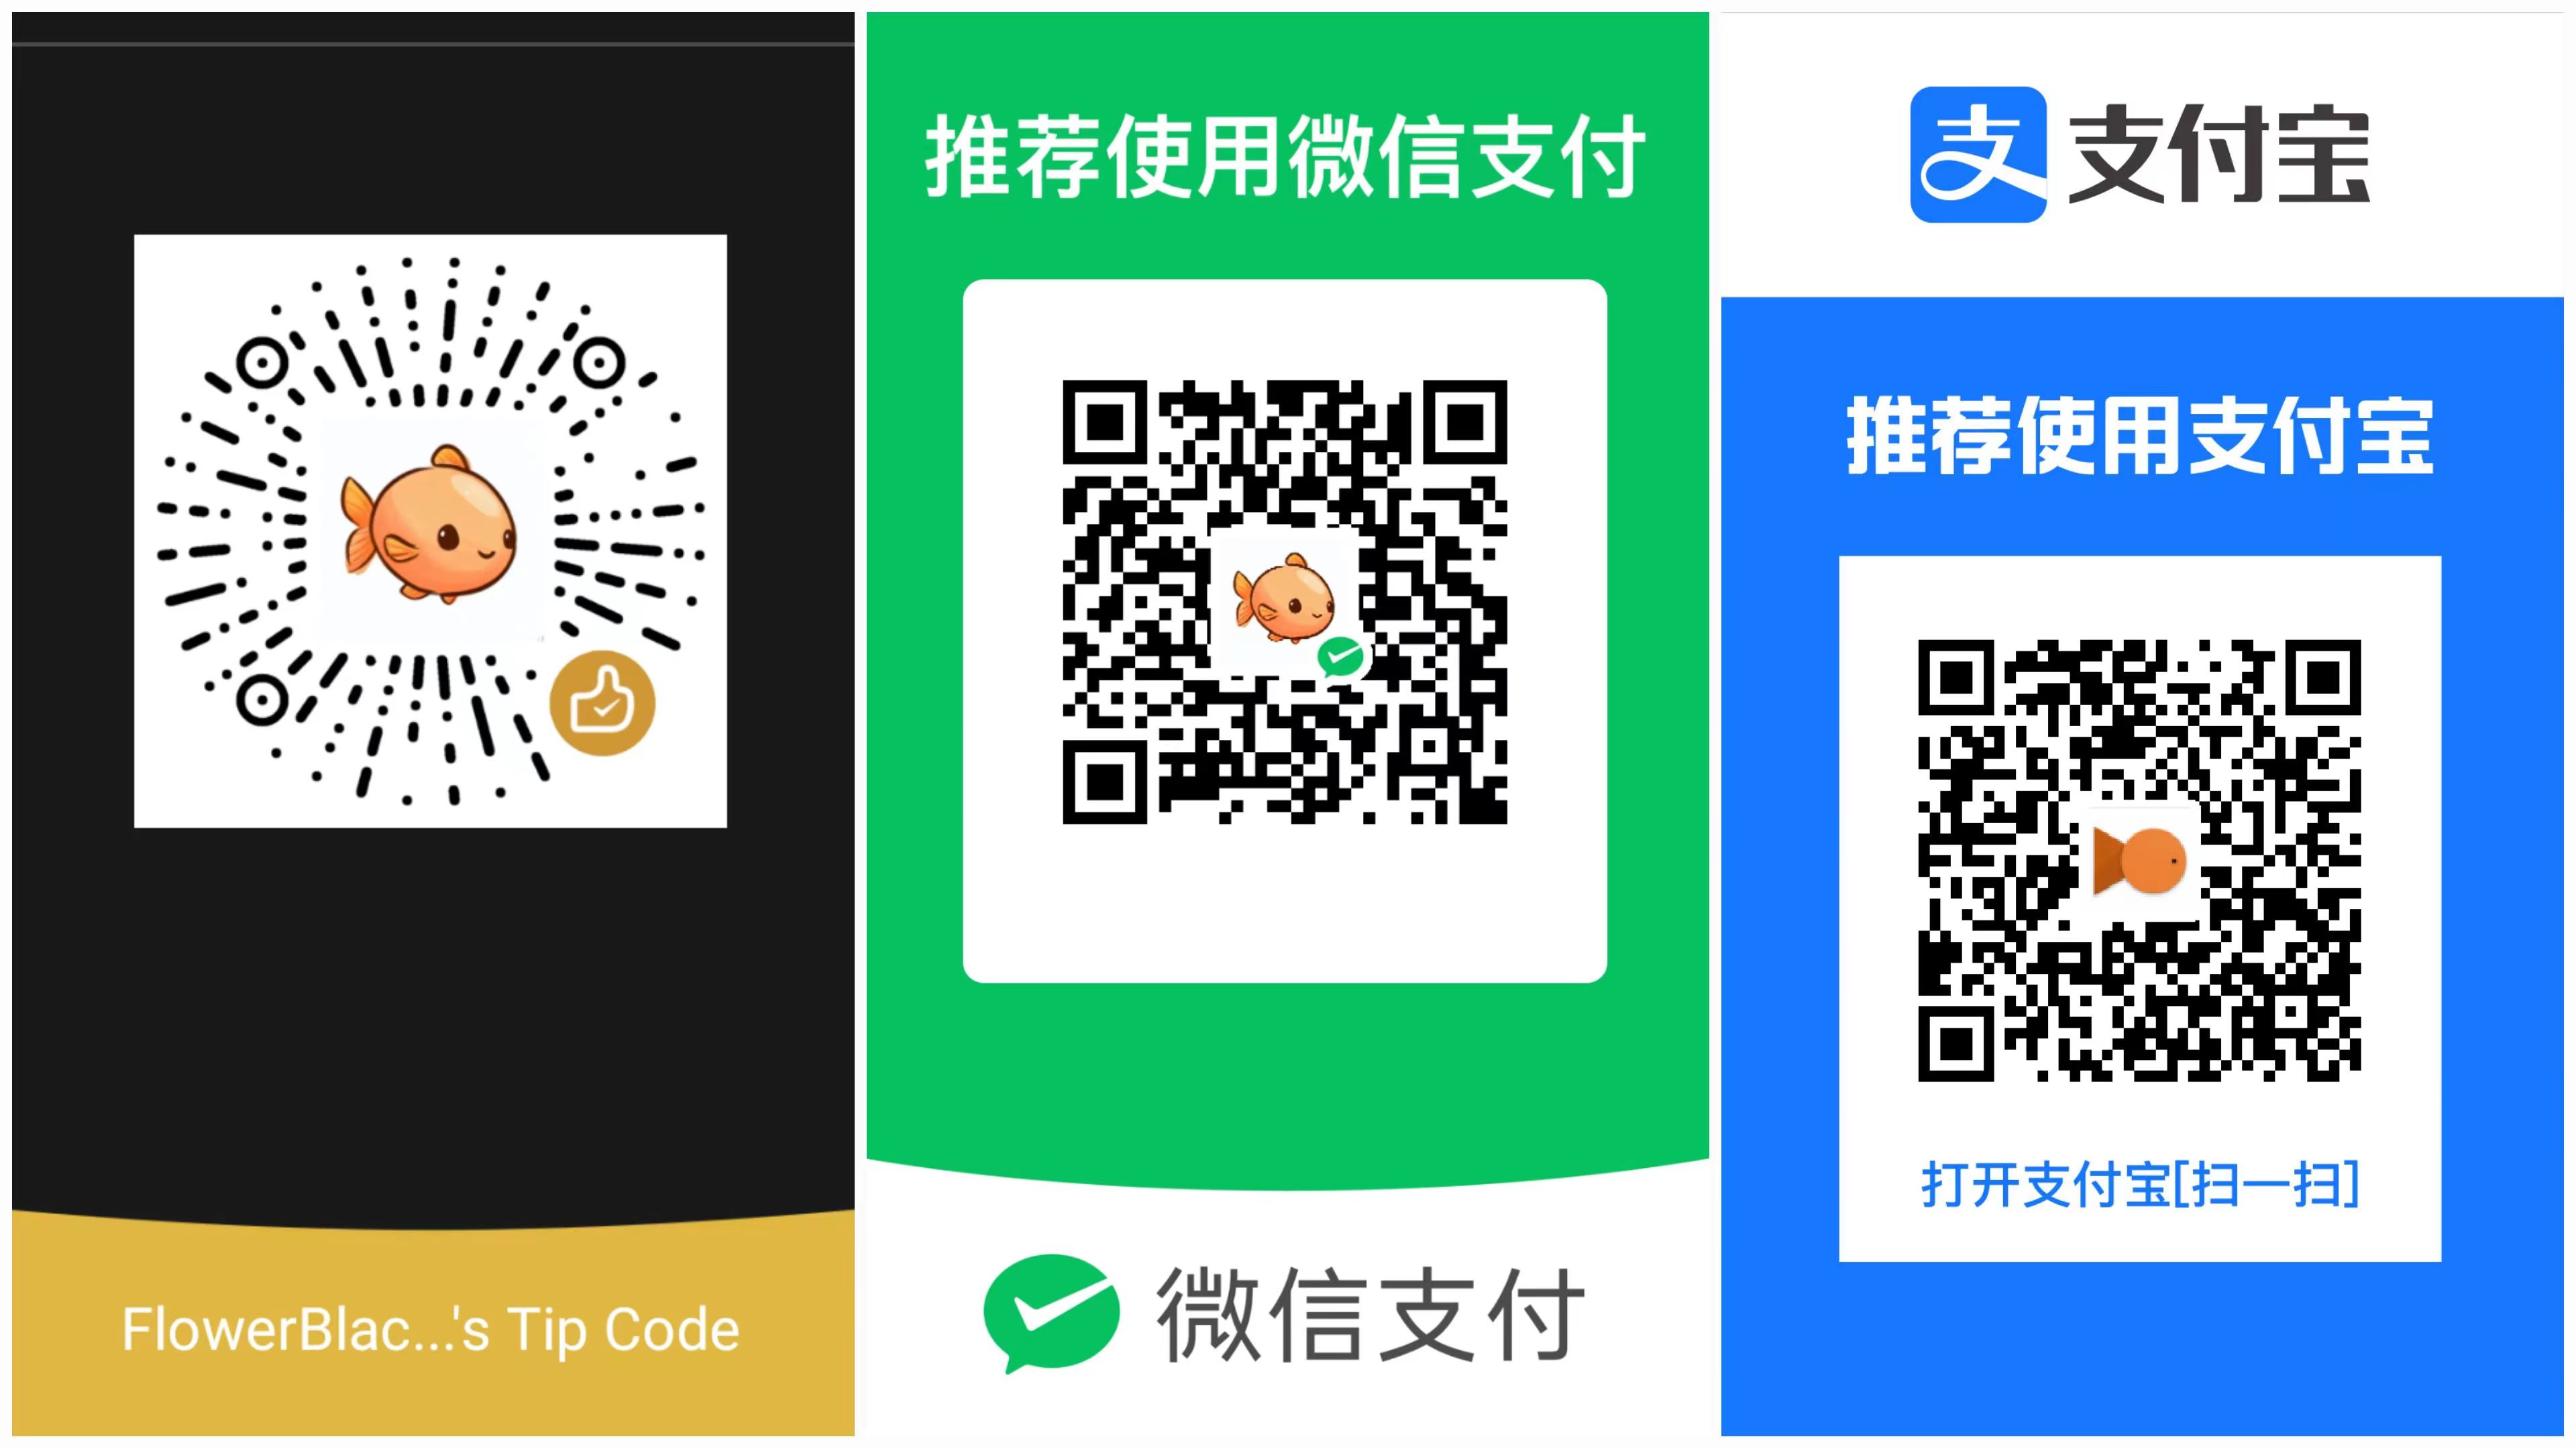 FlowerBlac...'s Tip Code
推荐使用微信支付
微信支付
支 支付宝
推荐使用支付宝
打开支付宝[扫一扫]